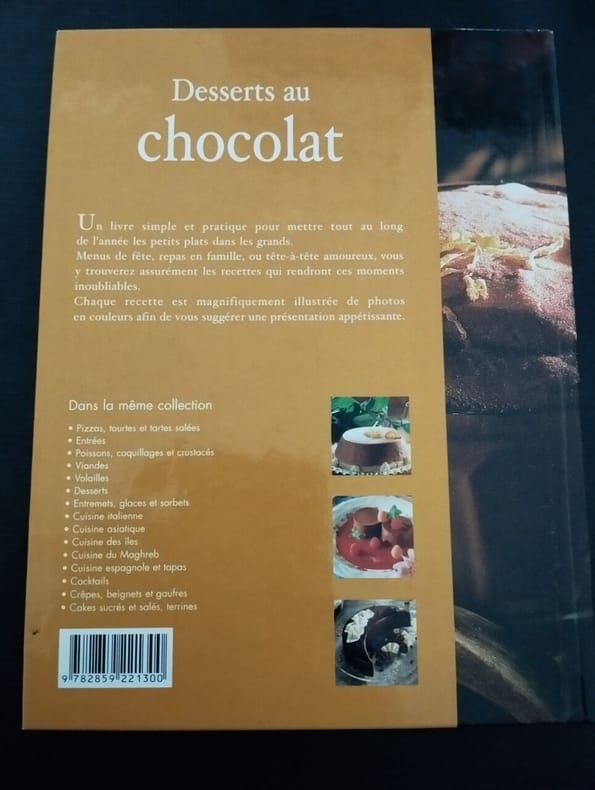 Desserts au
chocolat
Un livre simple et pratique pour mettre tout au long
de l'année les petits plats dans les grands.
Menus de fête, repas en famille, ou tête-à-tête amoureux, vous
y trouverez assurément les recettes qui rendront ces moments
inoubliables.
Chaque recette est magnifiquement illustrée de photos
en couleurs afin de vous suggérer une présentation appétissante.
Dans la même collection
• Pizzas, tourtes et tartes salées
• Entrées
• Poissons, coquillages et crustacés
• Viandes
• Volailles
• Desserts
• Entremets, glaces et sorbets
• Cuisine italienne
• Cuisine asiatique
• Cuisine des îles
• Cuisine du Maghreb
• Cuisine espagnole et tapas
• Cocktails
• Crêpes, beignets et gaufres
• Cakes sucrés et salés, terrines
9 782859 221300